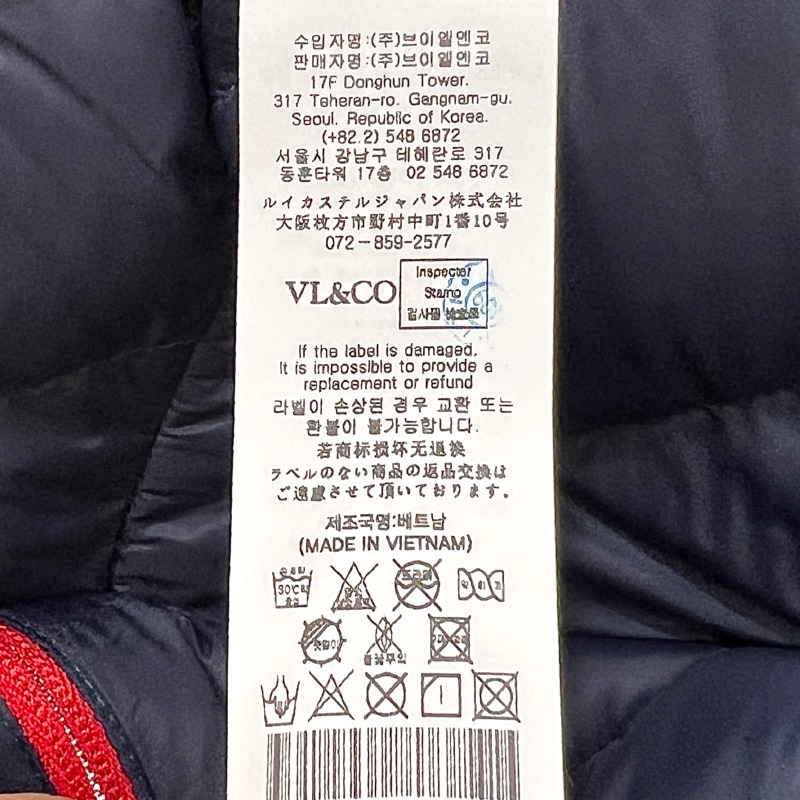 수입자명:(주)브이엘엔코
판매자명:(주)브이엘엔코
17F Donghun Tower.
317 Teheran-ro. Gangnam-gu.
Seoul. Republic of Korea.
(+82.2) 548 6872
서울시 강남구 테헤란로 317
동훈타워 17층 02 548 6872
ルイカステルジャパン株式会社
大阪枚方市野村中町1番10号
072-859-2577
VL&CO
Inspector
Stamp
검사필
If the label is damaged,
It is impossible to provide a
replacement or refund
라벨이 손상된 경우 교환 또는
환불이 불가능합니다.
若商标损坏无退换
ラベルのない商品の返品交換は
ご遠慮させて頂いております。
제조국명:베트남
(MADE IN VIETNAM)
30℃
드라이